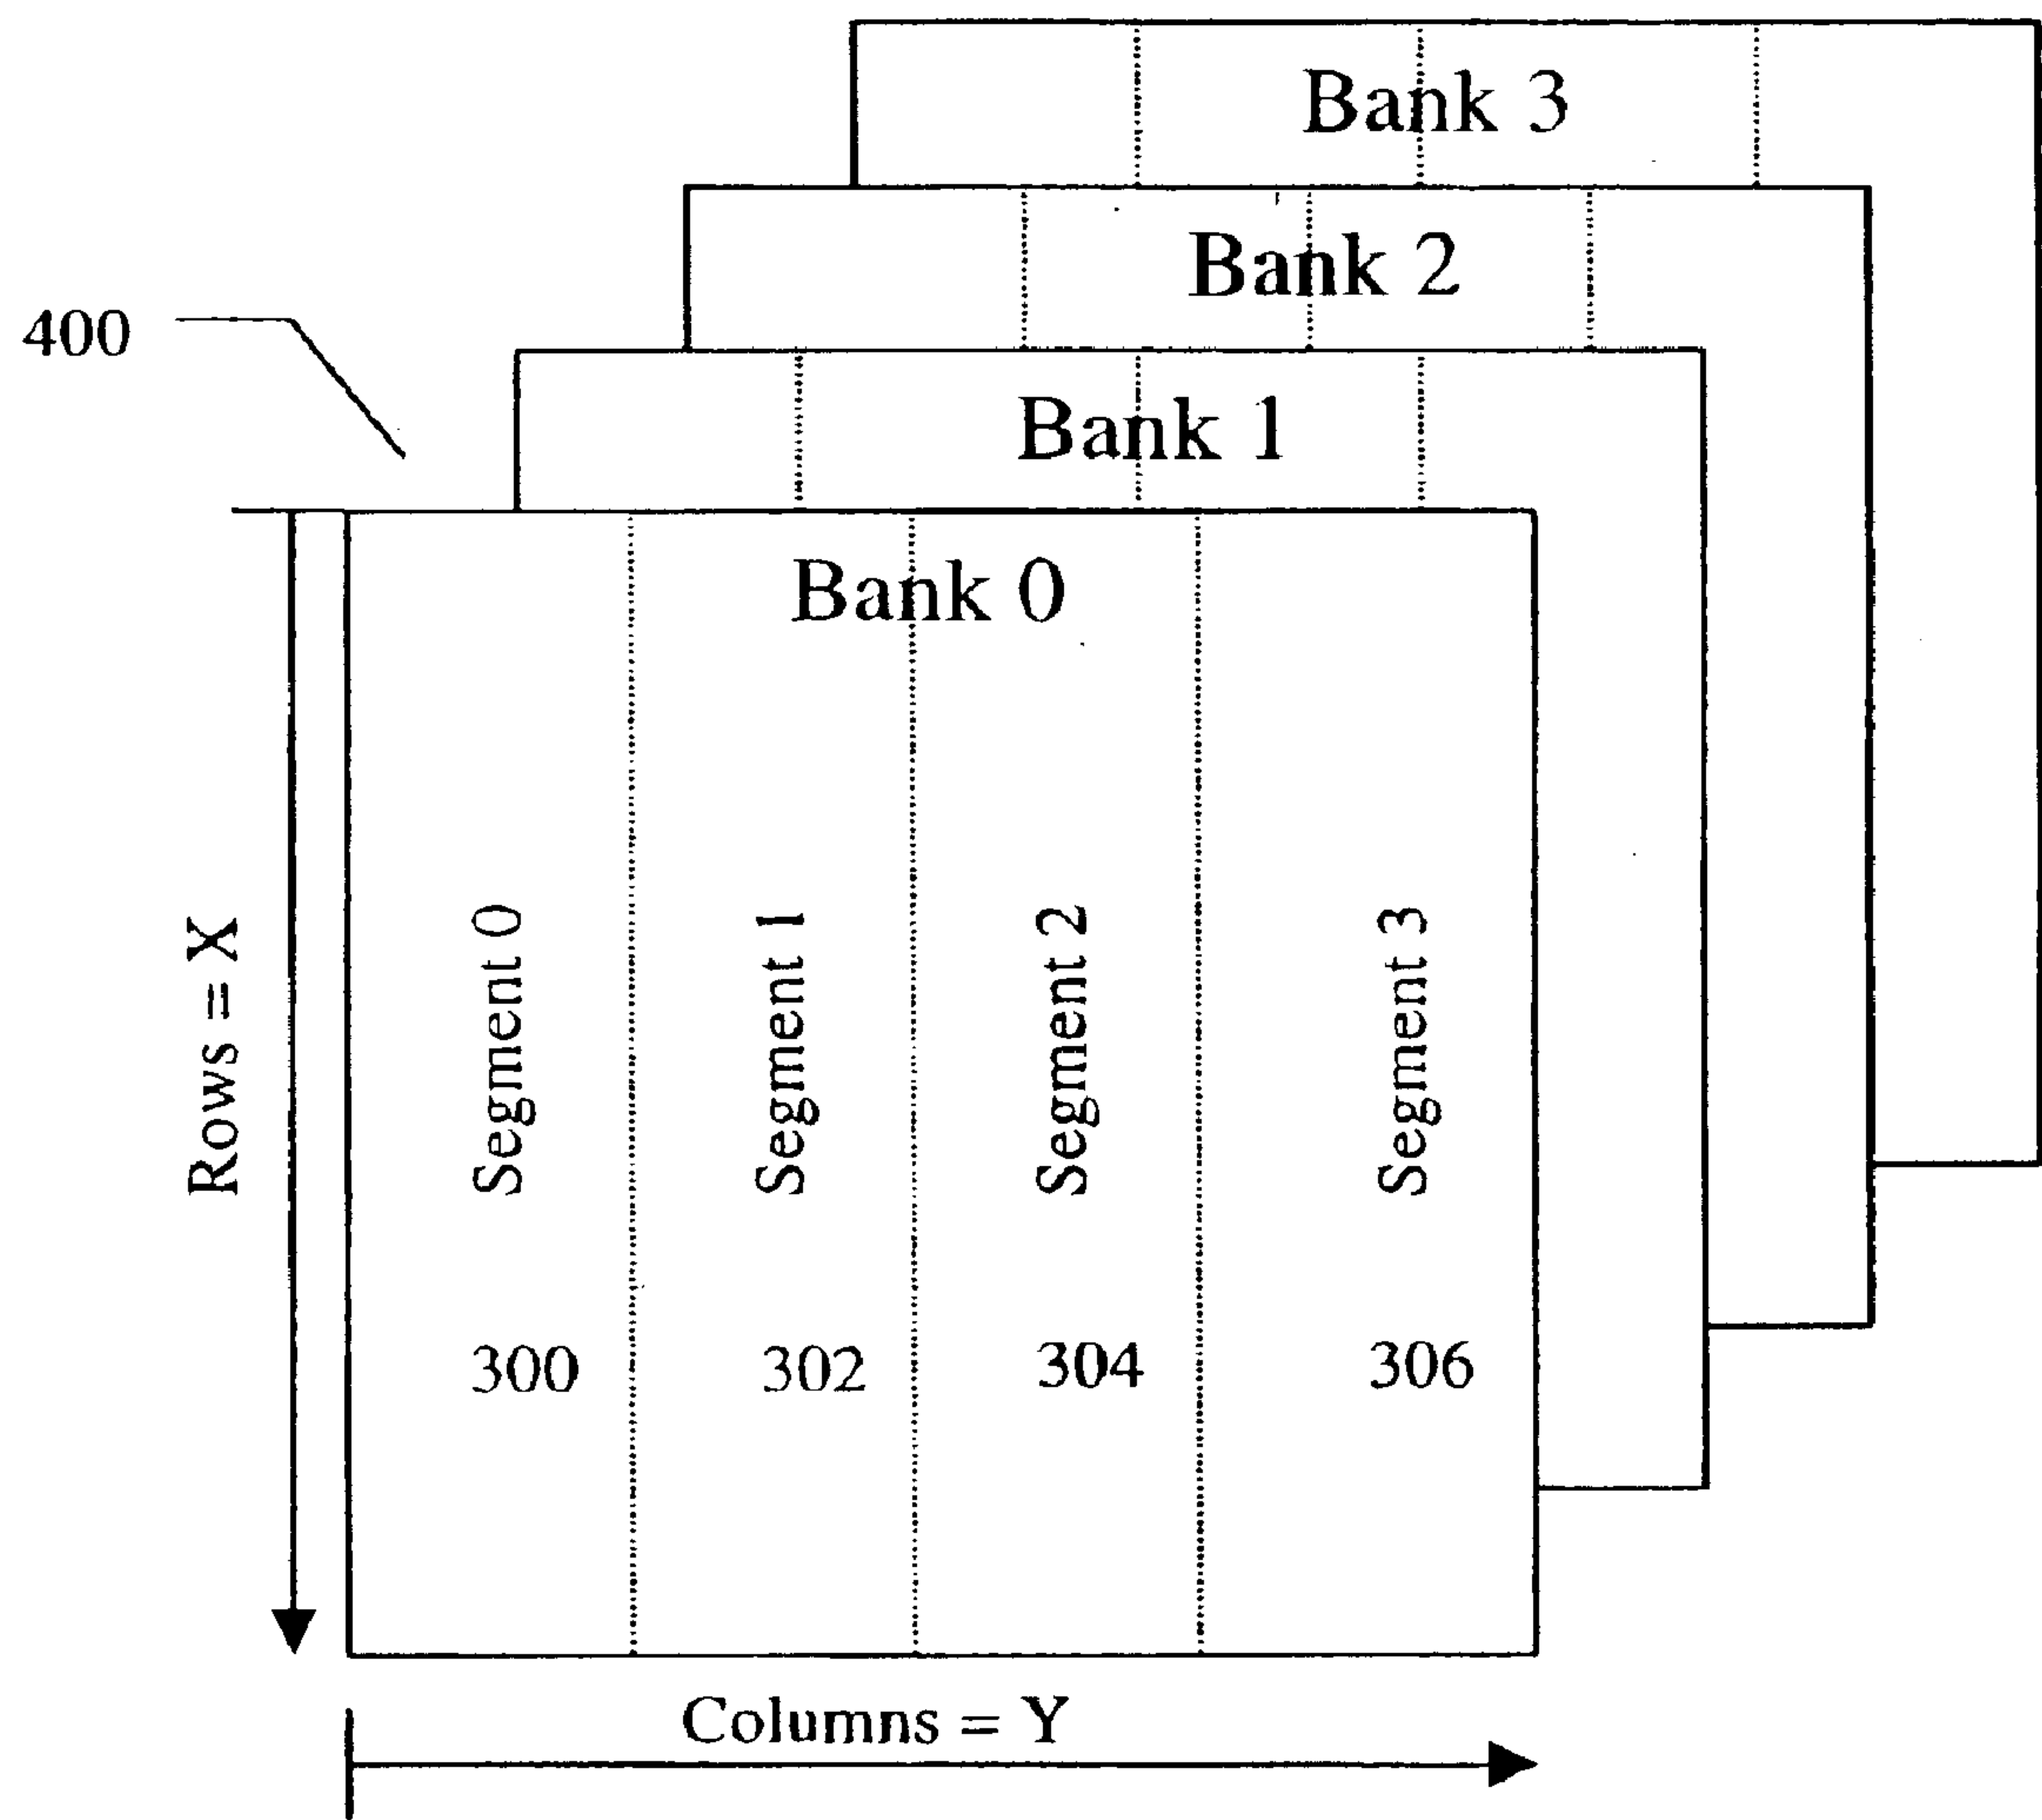 Bank 3
Bank 2
400
Bank 1
Bank 0
Rows = X
Segment 0
Segment 1
Segment 2
Segment 3
300
302
304
306
Columns = Y